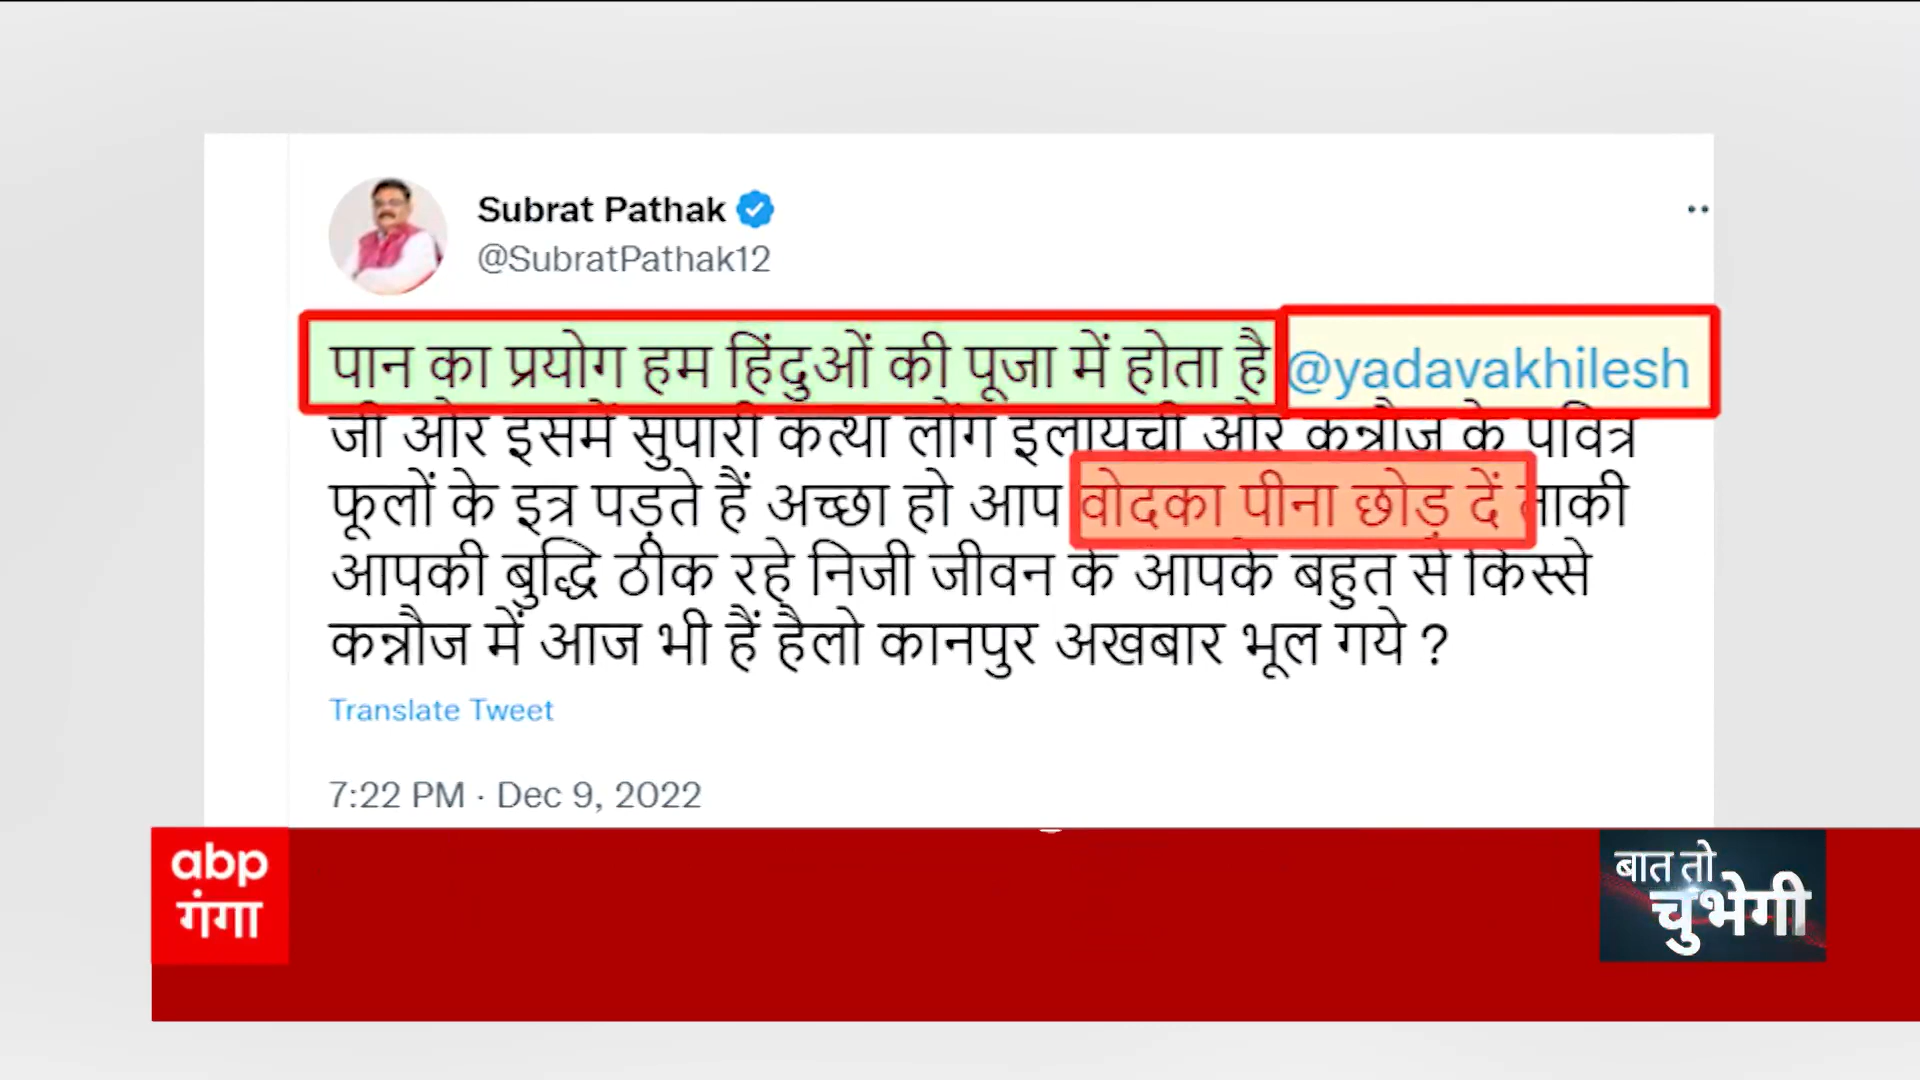 Subrat Pathak
@SubratPathak12
पान का प्रयोग हम हिंदुओं की पूजा में होता है @yadavakhilesh
जी और इसमें सुपारी कत्था लौंग इलायची और कन्नौज के पवित्र
फूलों के इत्र पड़ते हैं अच्छा हो आप वोदका पीना छोड़ दें ताकी
आपकी बुद्धि ठीक रहे निजी जीवन के आपके बहुत से किस्से
कन्नौज में आज भी हैं हैलो कानपुर अखबार भूल गये ?
Translate Tweet
7:22 PM · Dec 9, 2022
abp
गंगा
बात तो
चुभेगी